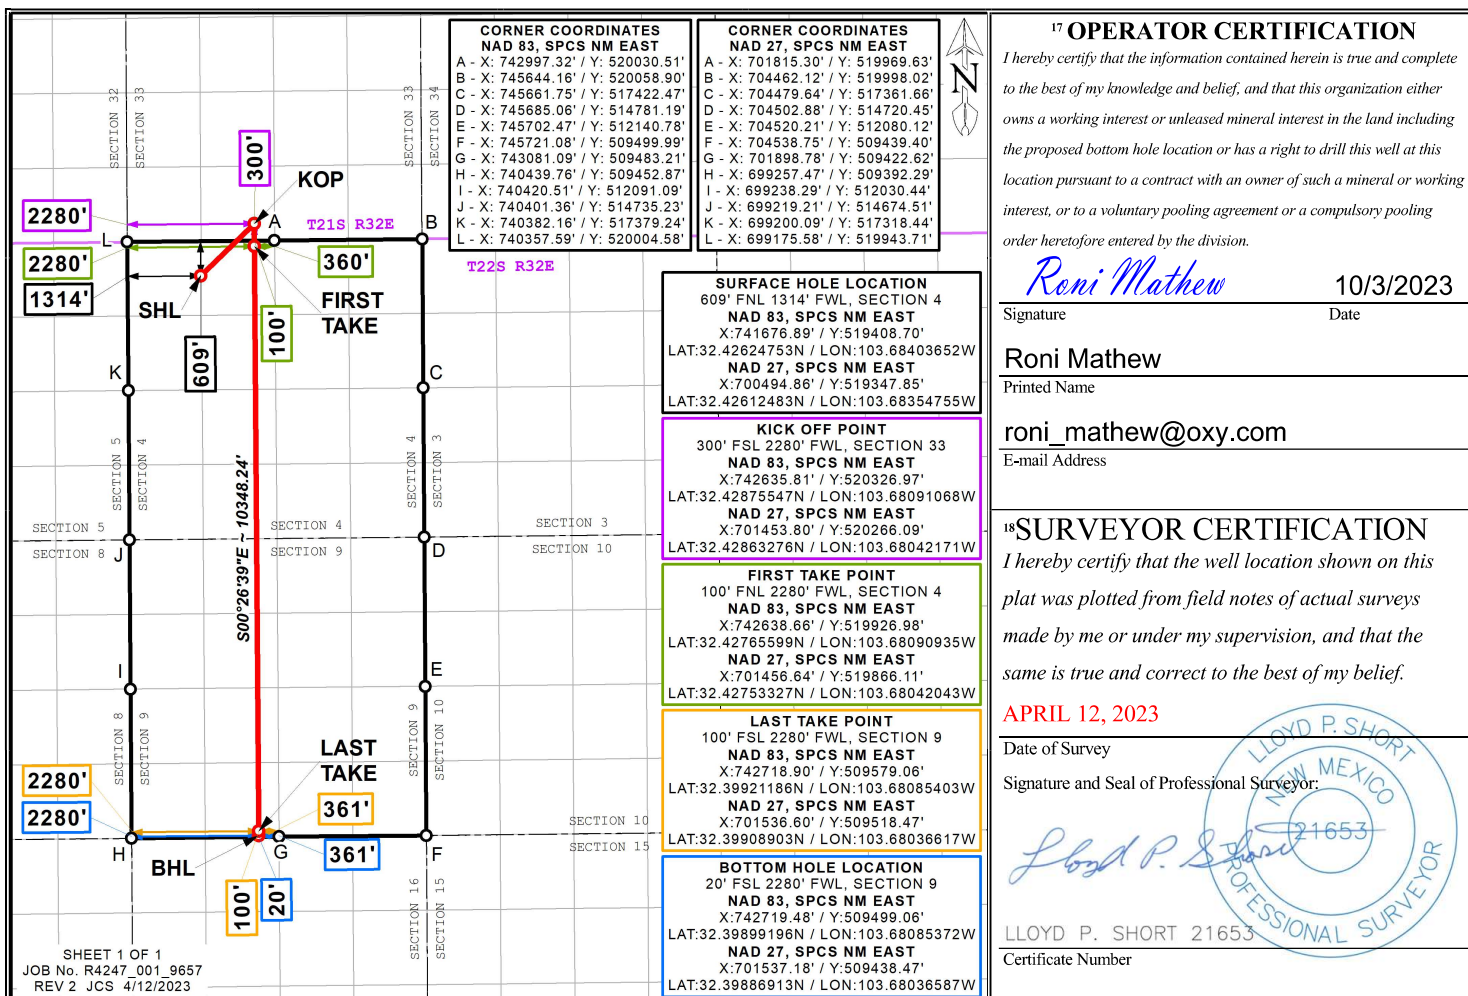 CORNER COORDINATES
NAD 83, SPCS NM EAST
A - X: 742997.32' / Y: 520030.51'
B - X: 745644.16' / Y: 520058.90'
C - X: 745661.75' / Y: 517422.47'
D - X: 745685.06' / Y: 514781.19'
E - X: 745702.47' / Y: 512140.78'
F - X: 745721.08' / Y: 509499.99'
G - X: 743081.09' / Y: 509483.21'
H - X: 740439.76' / Y: 509452.87'
I - X: 740420.51' / Y: 512091.09'
J - X: 740401.36' / Y: 514735.23'
K - X: 740382.16' / Y: 517379.24'
L - X: 740357.59' / Y: 520004.58'
CORNER COORDINATES
NAD 27, SPCS NM EAST
A - X: 701815.30' / Y: 519969.63'
B - X: 704462.12' / Y: 519998.02'
C - X: 704479.64' / Y: 517361.66'
D - X: 704502.88' / Y: 514720.45'
E - X: 704520.21' / Y: 512080.12'
F - X: 704538.75' / Y: 509439.40'
G - X: 701898.78' / Y: 509422.62'
H - X: 699257.47' / Y: 509392.29'
I - X: 699238.29' / Y: 512030.44'
J - X: 699219.21' / Y: 514674.51'
K - X: 699200.09' / Y: 517318.44'
L - X: 699175.58' / Y: 519943.71'
N
SECTION 32
SECTION 33
SECTION 33
SECTION 34
300'
KOP
2280'
A
B
T21S R32E
L
2280'
360'
T22S R32E
1314'
SHL
FIRST
TAKE
100'
609'
K
C
SECTION 5
SECTION 4
SECTION 4
SECTION 3
S00°26'39"E ~ 10348.24'
SECTION 5
SECTION 4
SECTION 3
SECTION 8
SECTION 9
SECTION 10
J
D
I
E
SECTION 8
SECTION 9
SECTION 9
SECTION 10
LAST
TAKE
2280'
361'
2280'
SECTION 10
SECTION 15
H
G
F
BHL
361'
100'
20'
SECTION 16
SECTION 15
SHEET 1 OF 1
JOB No. R4247_001_9657
REV 2 JCS 4/12/2023
SURFACE HOLE LOCATION
609' FNL 1314' FWL, SECTION 4
NAD 83, SPCS NM EAST
X:741676.89' / Y:519408.70'
LAT:32.42624753N / LON:103.68403652W
NAD 27, SPCS NM EAST
X:700494.86' / Y:519347.85'
LAT:32.42612483N / LON:103.68354755W
KICK OFF POINT
300' FSL 2280' FWL, SECTION 33
NAD 83, SPCS NM EAST
X:742635.81' / Y:520326.97'
LAT:32.42875547N / LON:103.68091068W
NAD 27, SPCS NM EAST
X:701453.80' / Y:520266.09'
LAT:32.42863276N / LON:103.68042171W
FIRST TAKE POINT
100' FNL 2280' FWL, SECTION 4
NAD 83, SPCS NM EAST
X:742638.66' / Y:519926.98'
LAT:32.42765599N / LON:103.68090935W
NAD 27, SPCS NM EAST
X:701456.64' / Y:519866.11'
LAT:32.42753327N / LON:103.68042043W
LAST TAKE POINT
100' FSL 2280' FWL, SECTION 9
NAD 83, SPCS NM EAST
X:742718.90' / Y:509579.06'
LAT:32.39921186N / LON:103.68085403W
NAD 27, SPCS NM EAST
X:701536.60' / Y:509518.47'
LAT:32.39908903N / LON:103.68036617W
BOTTOM HOLE LOCATION
20' FSL 2280' FWL, SECTION 9
NAD 83, SPCS NM EAST
X:742719.48' / Y:509499.06'
LAT:32.39899196N / LON:103.68085372W
NAD 27, SPCS NM EAST
X:701537.18' / Y:509438.47'
LAT:32.39886913N / LON:103.68036587W
17 OPERATOR CERTIFICATION
I hereby certify that the information contained herein is true and complete
to the best of my knowledge and belief, and that this organization either
owns a working interest or unleased mineral interest in the land including
the proposed bottom hole location or has a right to drill this well at this
location pursuant to a contract with an owner of such a mineral or working
interest, or to a voluntary pooling agreement or a compulsory pooling
order heretofore entered by the division.
Roni Mathew 10/3/2023
Signature Date
Roni Mathew
Printed Name
roni_mathew@oxy.com
E-mail Address
18 SURVEYOR CERTIFICATION
I hereby certify that the well location shown on this
plat was plotted from field notes of actual surveys
made by me or under my supervision, and that the
same is true and correct to the best of my belief.
APRIL 12, 2023
Date of Survey
Signature and Seal of Professional Surveyor:
LLOYD P. SHORT
NEW MEXICO
21653
PROFESSIONAL SURVEYOR
Lloyd P. Short
LLOYD P. SHORT 21653
Certificate Number